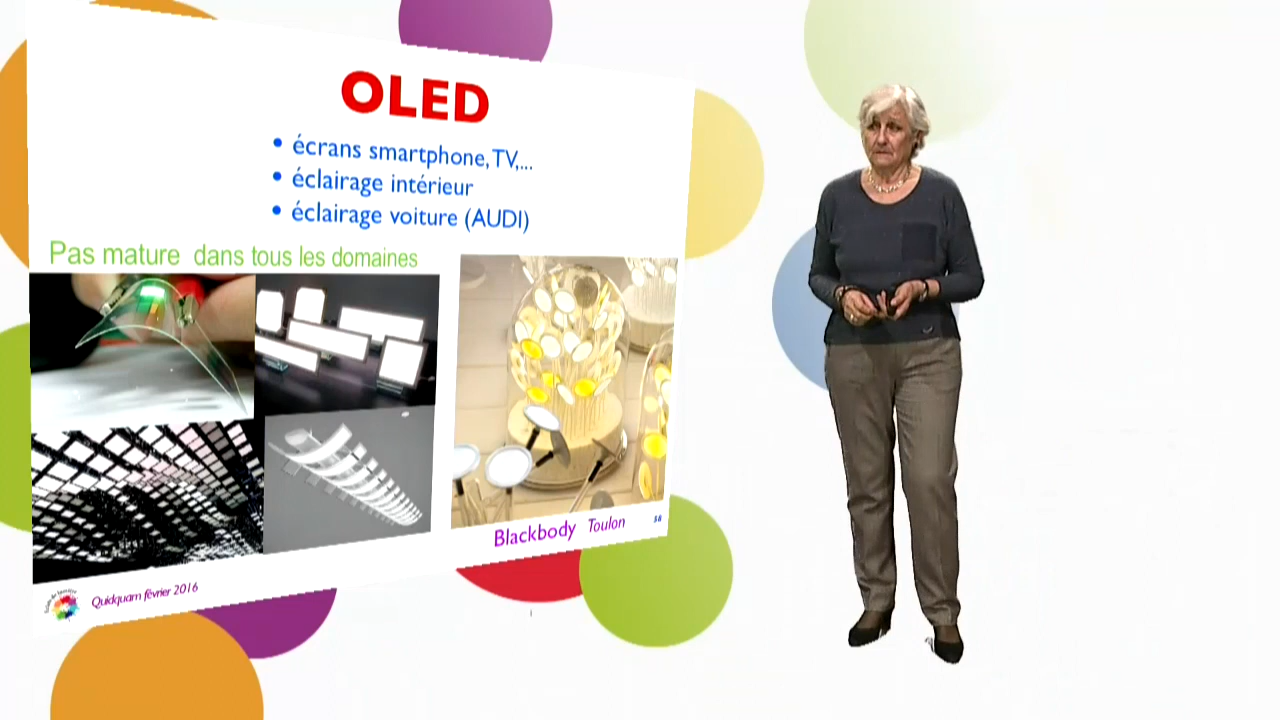 OLED
• écrans smartphone, TV,...
• éclairage intérieur
• éclairage voiture (AUDI)
Pas mature dans tous les domaines
Blackbody Toulon
58
Quidquam février 2016